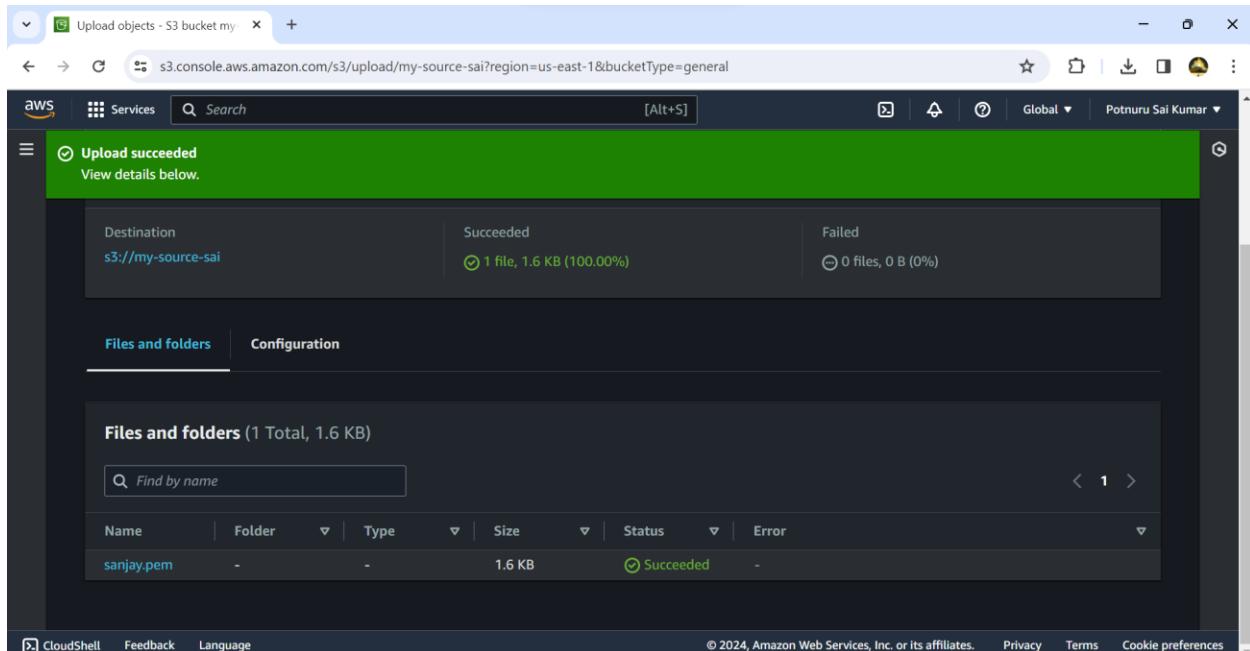 Upload objects - S3 bucket my
s3.console.aws.amazon.com/s3/upload/my-source-sai?region=us-east-1&bucketType=general
aws Services Search [Alt+S] Global Potnuru Sai Kumar
Upload succeeded
View details below.
Destination Succeeded Failed
s3://my-source-sai 1 file, 1.6 KB (100.00%) 0 files, 0 B (0%)
Files and folders Configuration
Files and folders (1 Total, 1.6 KB)
Find by name 1
Name Folder Type Size Status Error
sanjay.pem - - 1.6 KB Succeeded -
CloudShell Feedback Language © 2024, Amazon Web Services, Inc. or its affiliates. Privacy Terms Cookie preferences